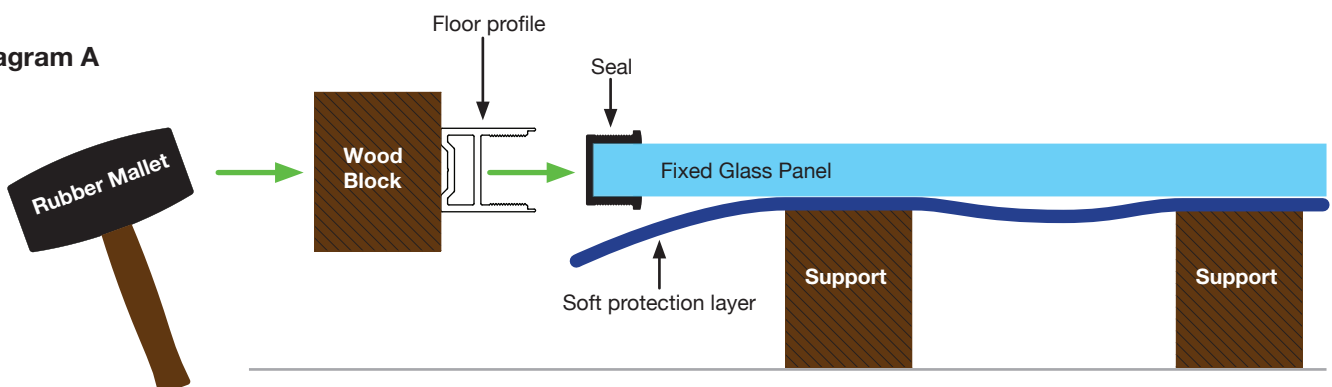 Floor profile
agram A
Seal
Rubber Mallet
Wood
Block
Fixed Glass Panel
Support
Support
Soft protection layer